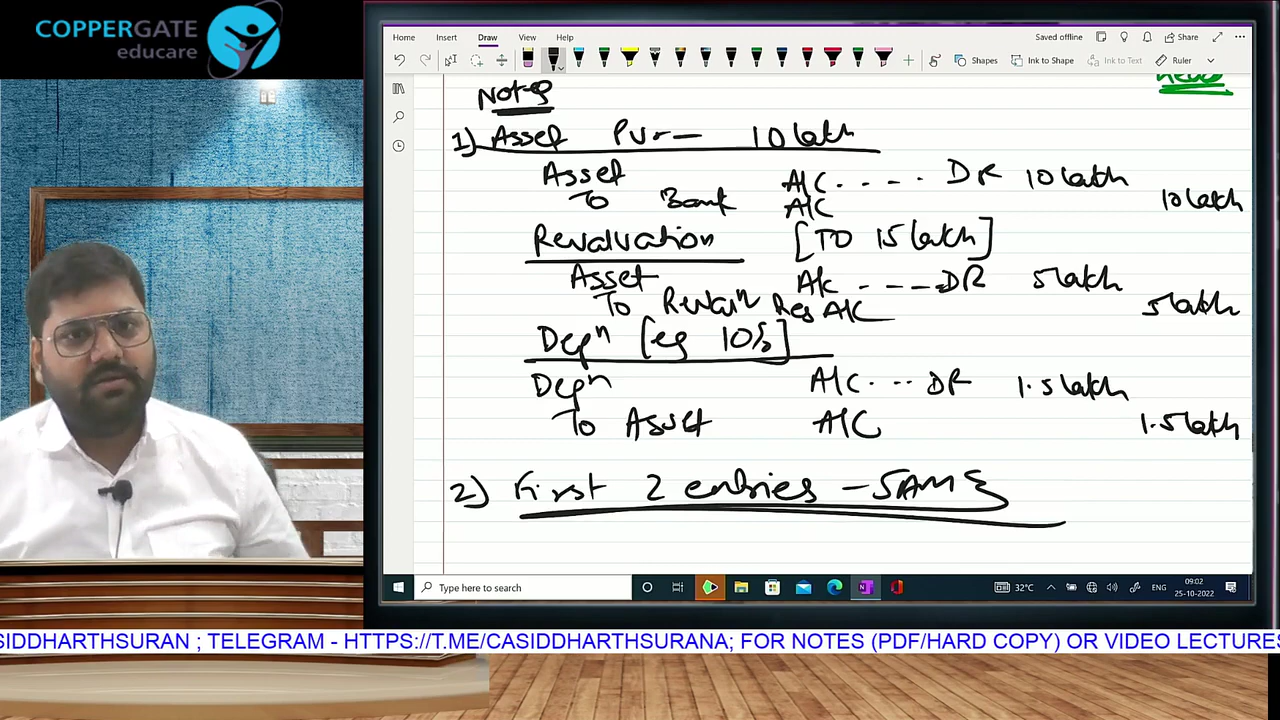 COPPERGATE
educare
Home Insert Draw View Help
Saved offline
Share
Shapes
Ink to Shape
Ink to Text
Ruler
Notes
1) Asset Pur— 10 lakh
Asset A/C.... DR 10 lakh
To Bank A/C 10 lakh
Revaluation [TO 15 lakh]
Asset A/c ---- DR 5 lakh
To Revalⁿ Res A/C 5 lakh
Depⁿ [eg 10%]
Depⁿ A/C... DR 1.5 lakh
To Asset A/C 1.5 lakh
2) First 2 entries - SAME
Type here to search
32°C
ENG
09:02
25-10-2022
ASIDDHARTHSURAN ; TELEGRAM - HTTPS://T.ME/CASIDDHARTHSURANA; FOR NOTES (PDF/HARD COPY) OR VIDEO LECTURES